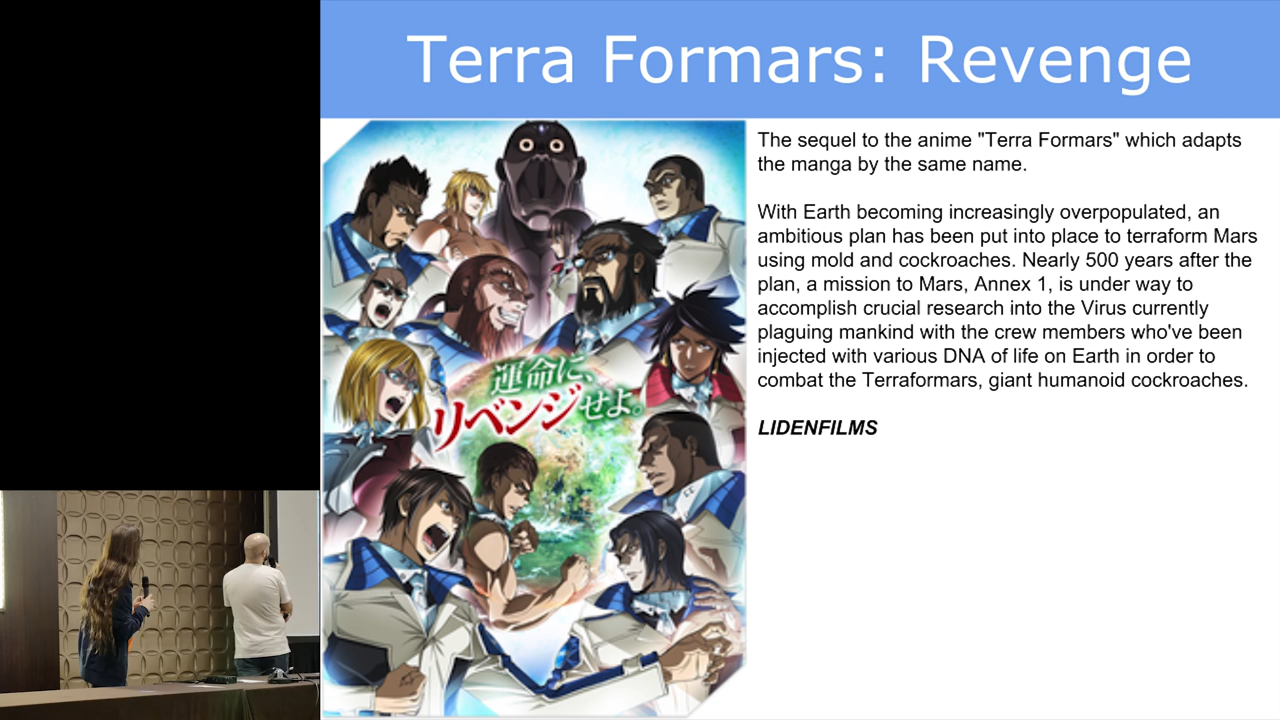 Terra Formars: Revenge
The sequel to the anime "Terra Formars" which adapts
the manga by the same name.
With Earth becoming increasingly overpopulated, an
ambitious plan has been put into place to terraform Mars
using mold and cockroaches. Nearly 500 years after the
plan, a mission to Mars, Annex 1, is under way to
accomplish crucial research into the Virus currently
plaguing mankind with the crew members who've been
injected with various DNA of life on Earth in order to
combat the Terraformars, giant humanoid cockroaches.
LIDENFILMS
運命に、
リベンジせよ。